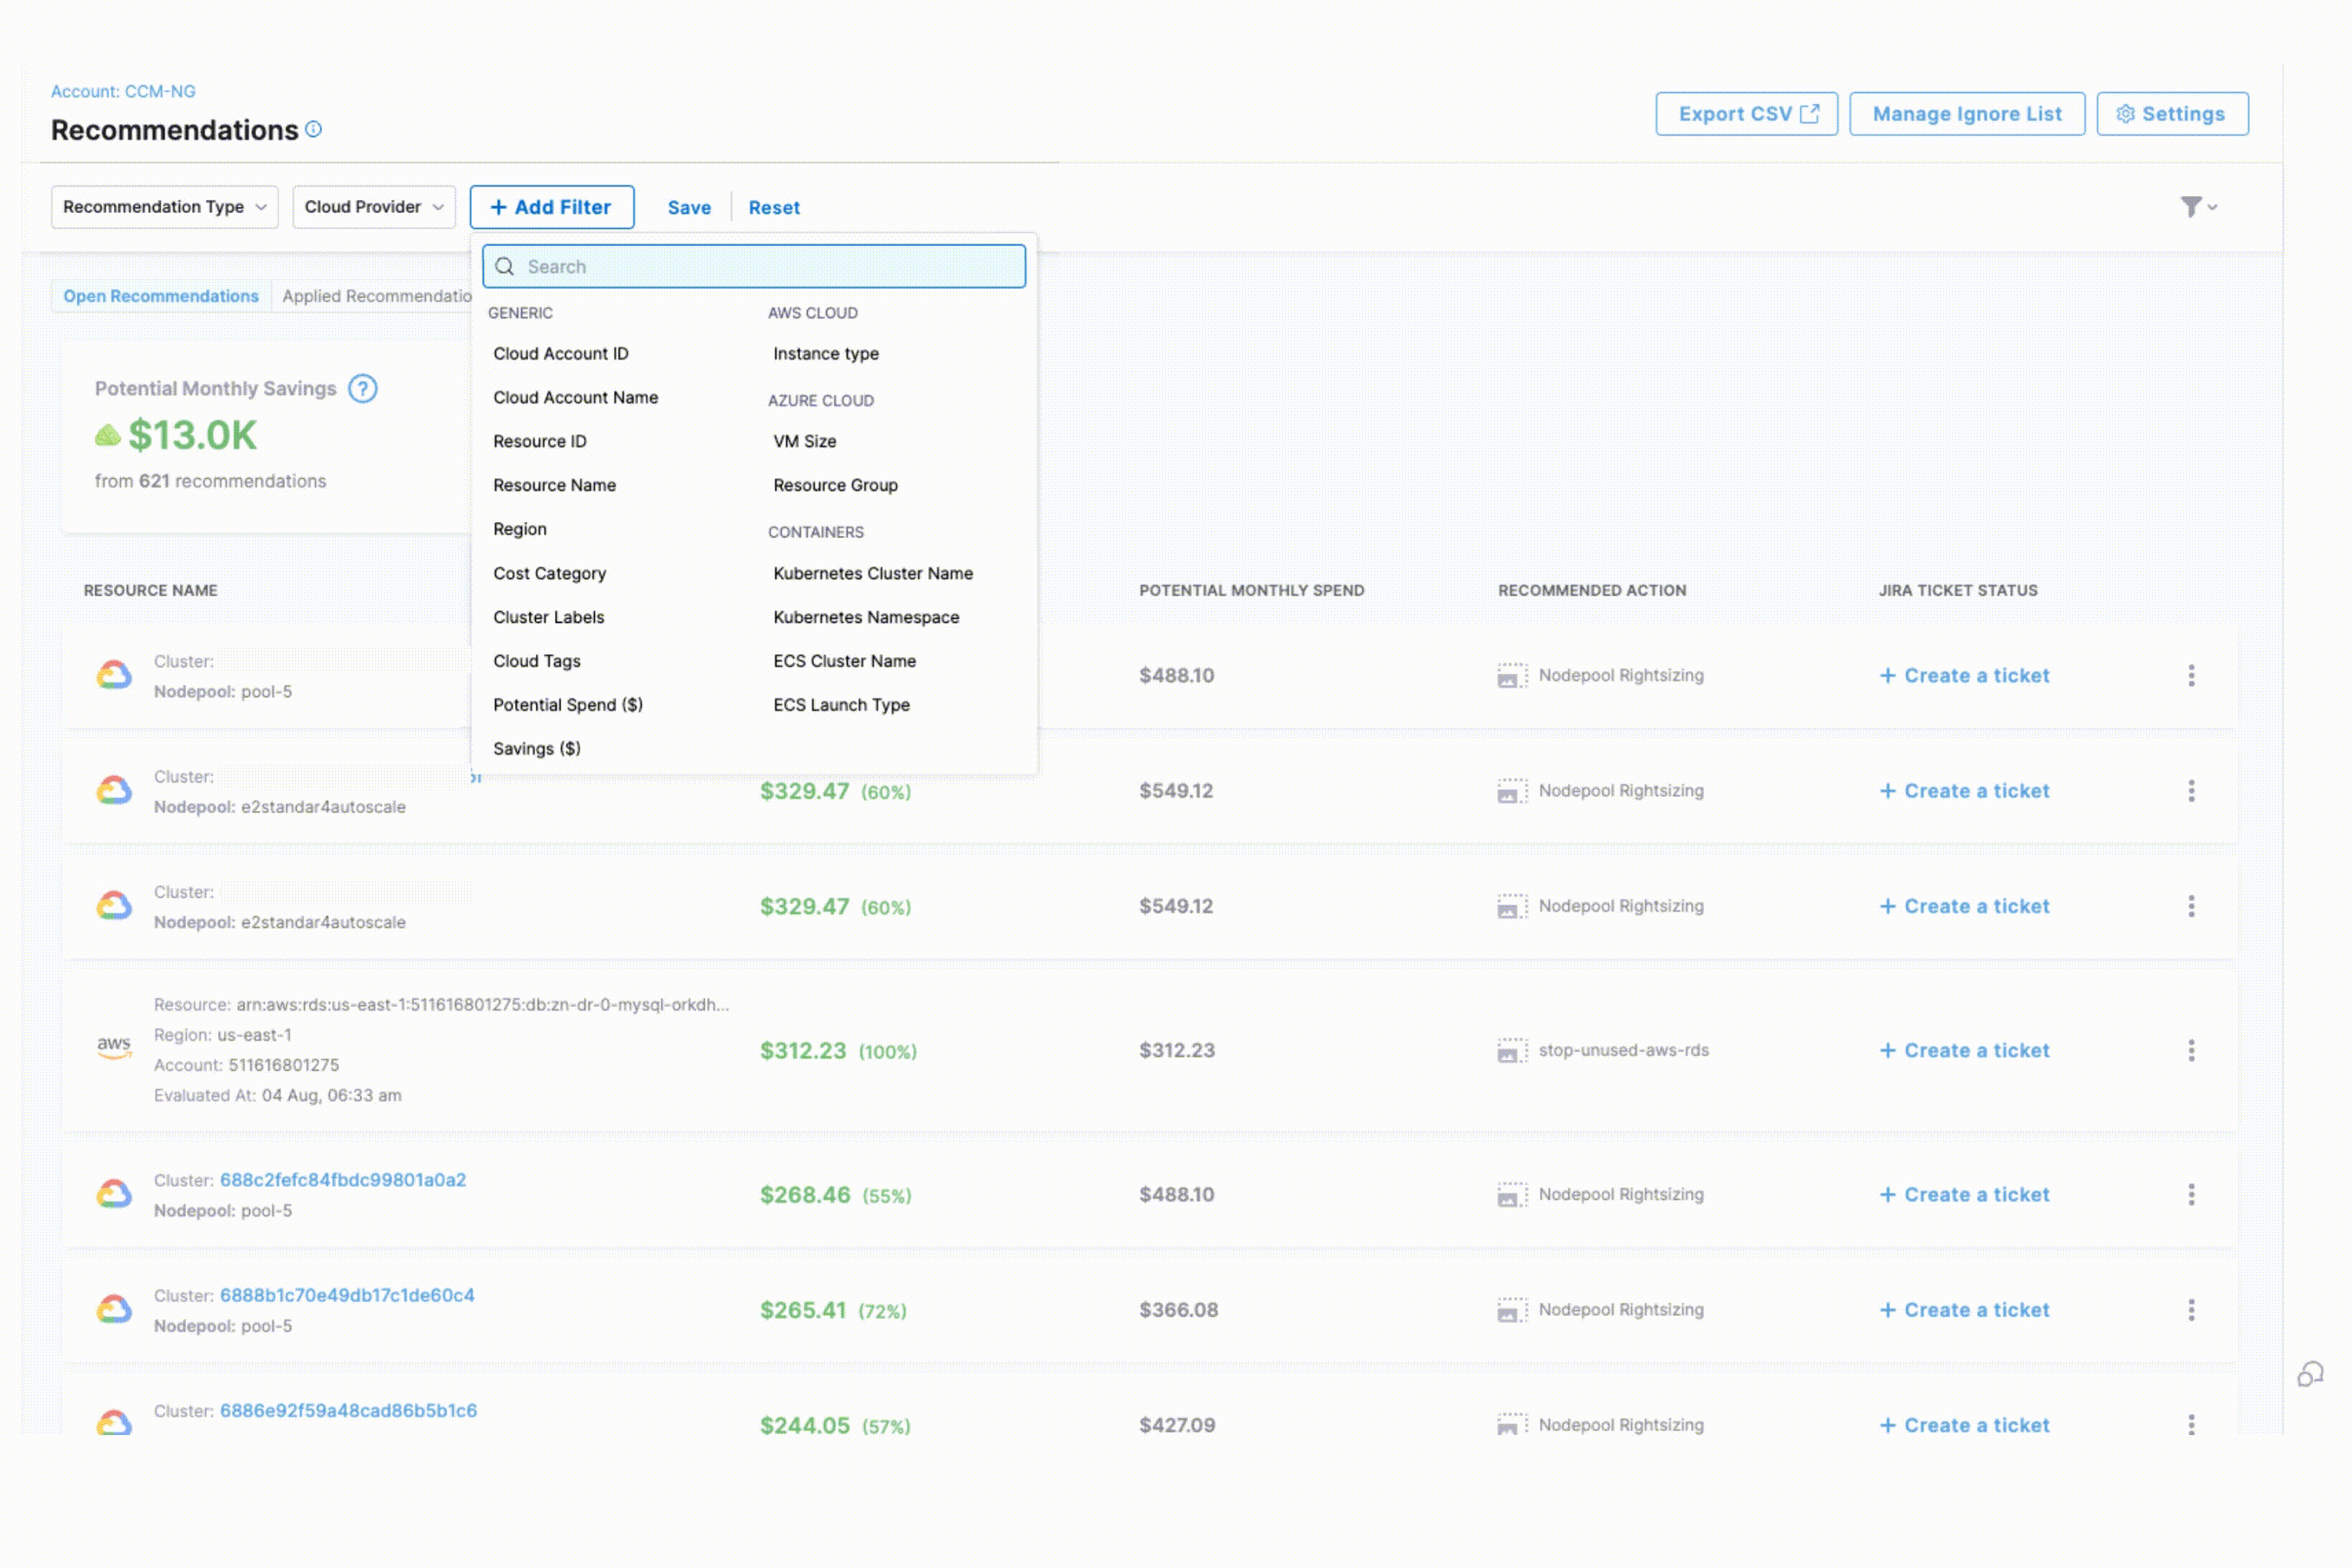 Account: CCM-NG
Recommendations
Export CSV
Manage Ignore List
Settings
Recommendation Type
Cloud Provider
+ Add Filter
Save
Reset
Search
Open Recommendations
Applied Recommendatio
GENERIC
Cloud Account ID
Cloud Account Name
Resource ID
Resource Name
Region
Cost Category
Cluster Labels
Cloud Tags
Potential Spend ($)
Savings ($)
AWS CLOUD
Instance type
AZURE CLOUD
VM Size
Resource Group
CONTAINERS
Kubernetes Cluster Name
Kubernetes Namespace
ECS Cluster Name
ECS Launch Type
Potential Monthly Savings ?
$13.0K
from 621 recommendations
RESOURCE NAME
POTENTIAL MONTHLY SPEND
RECOMMENDED ACTION
JIRA TICKET STATUS
Cluster:
Nodepool: pool-5
$488.10
Nodepool Rightsizing
+ Create a ticket
Cluster:
Nodepool: e2standar4autoscale
$329.47 (60%)
$549.12
Nodepool Rightsizing
+ Create a ticket
Cluster:
Nodepool: e2standar4autoscale
$329.47 (60%)
$549.12
Nodepool Rightsizing
+ Create a ticket
aws
Resource: arn:aws:rds:us-east-1:511616801275:db:zn-dr-0-mysql-orkdh...
Region: us-east-1
Account: 511616801275
Evaluated At: 04 Aug, 06:33 am
$312.23 (100%)
$312.23
stop-unused-aws-rds
+ Create a ticket
Cluster: 688c2fefc84fbdc99801a0a2
Nodepool: pool-5
$268.46 (55%)
$488.10
Nodepool Rightsizing
+ Create a ticket
Cluster: 6888b1c70e49db17c1de60c4
Nodepool: pool-5
$265.41 (72%)
$366.08
Nodepool Rightsizing
+ Create a ticket
Cluster: 6886e92f59a48cad86b5b1c6
$244.05 (57%)
$427.09
Nodepool Rightsizing
+ Create a ticket